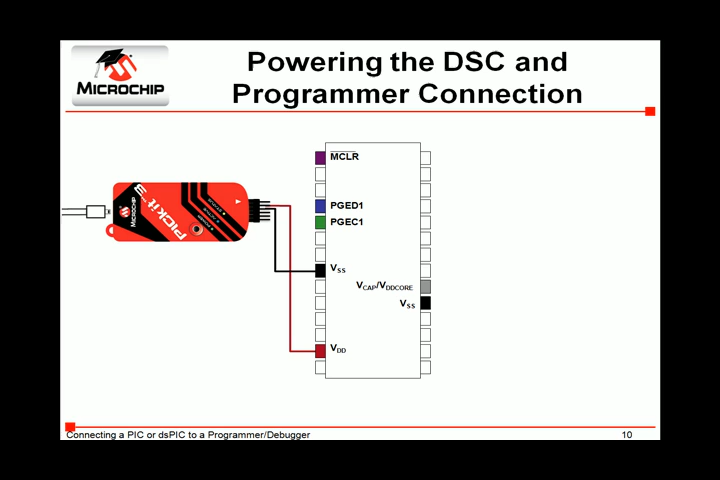 Powering the DSC and
Programmer Connection
MICROCHIP
MCLR
PGED1
PGEC1
VSS
VCAP/VDDCORE
VSS
VDD
PICkit 3
MICROCHIP
Connecting a PIC or dsPIC to a Programmer/Debugger
10